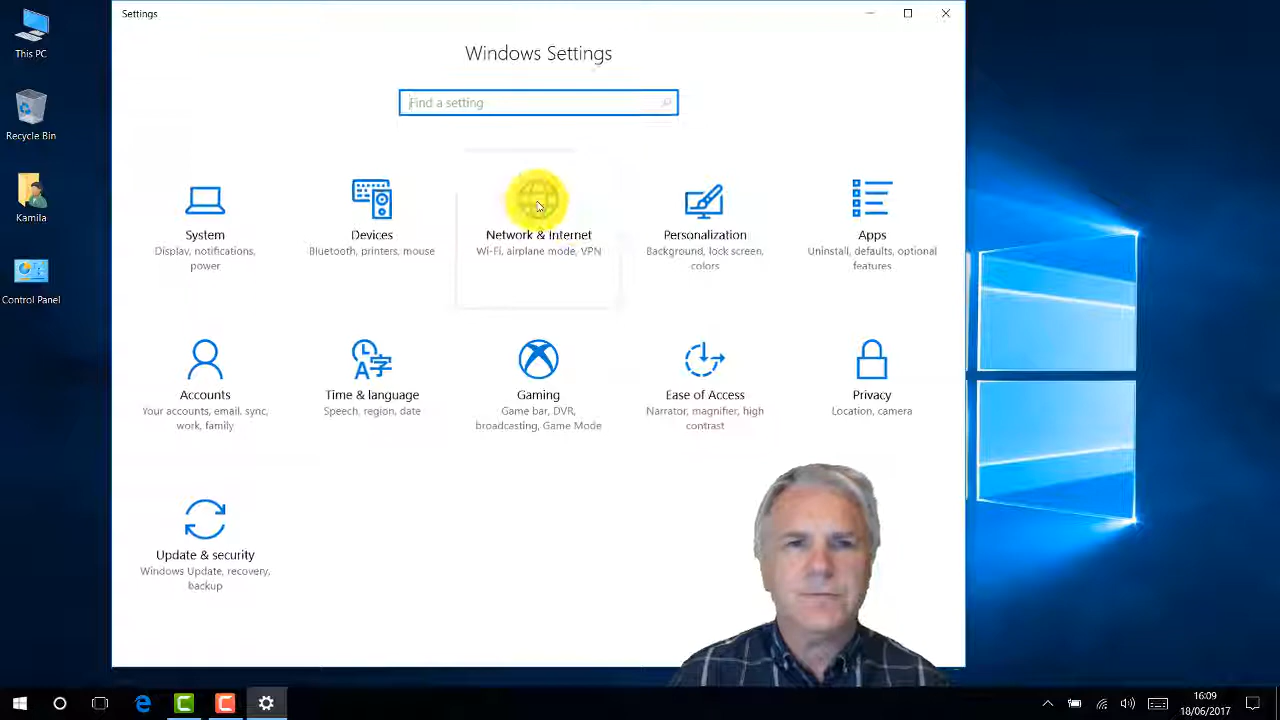 This PC
Recycle Bin
Kamila
Control Panel
Settings
Windows Settings
Find a setting
System
Display, notifications,
power
Devices
Bluetooth, printers, mouse
Network & Internet
Wi-Fi, airplane mode, VPN
Personalization
Background, lock screen,
colors
Apps
Uninstall, defaults, optional
features
Accounts
Your accounts, email, sync,
work, family
Time & language
Speech, region, date
Gaming
Game bar, DVR,
broadcasting, Game Mode
Ease of Access
Narrator, magnifier, high
contrast
Privacy
Location, camera
Update & security
Windows Update, recovery,
backup
16:09
18/06/2017